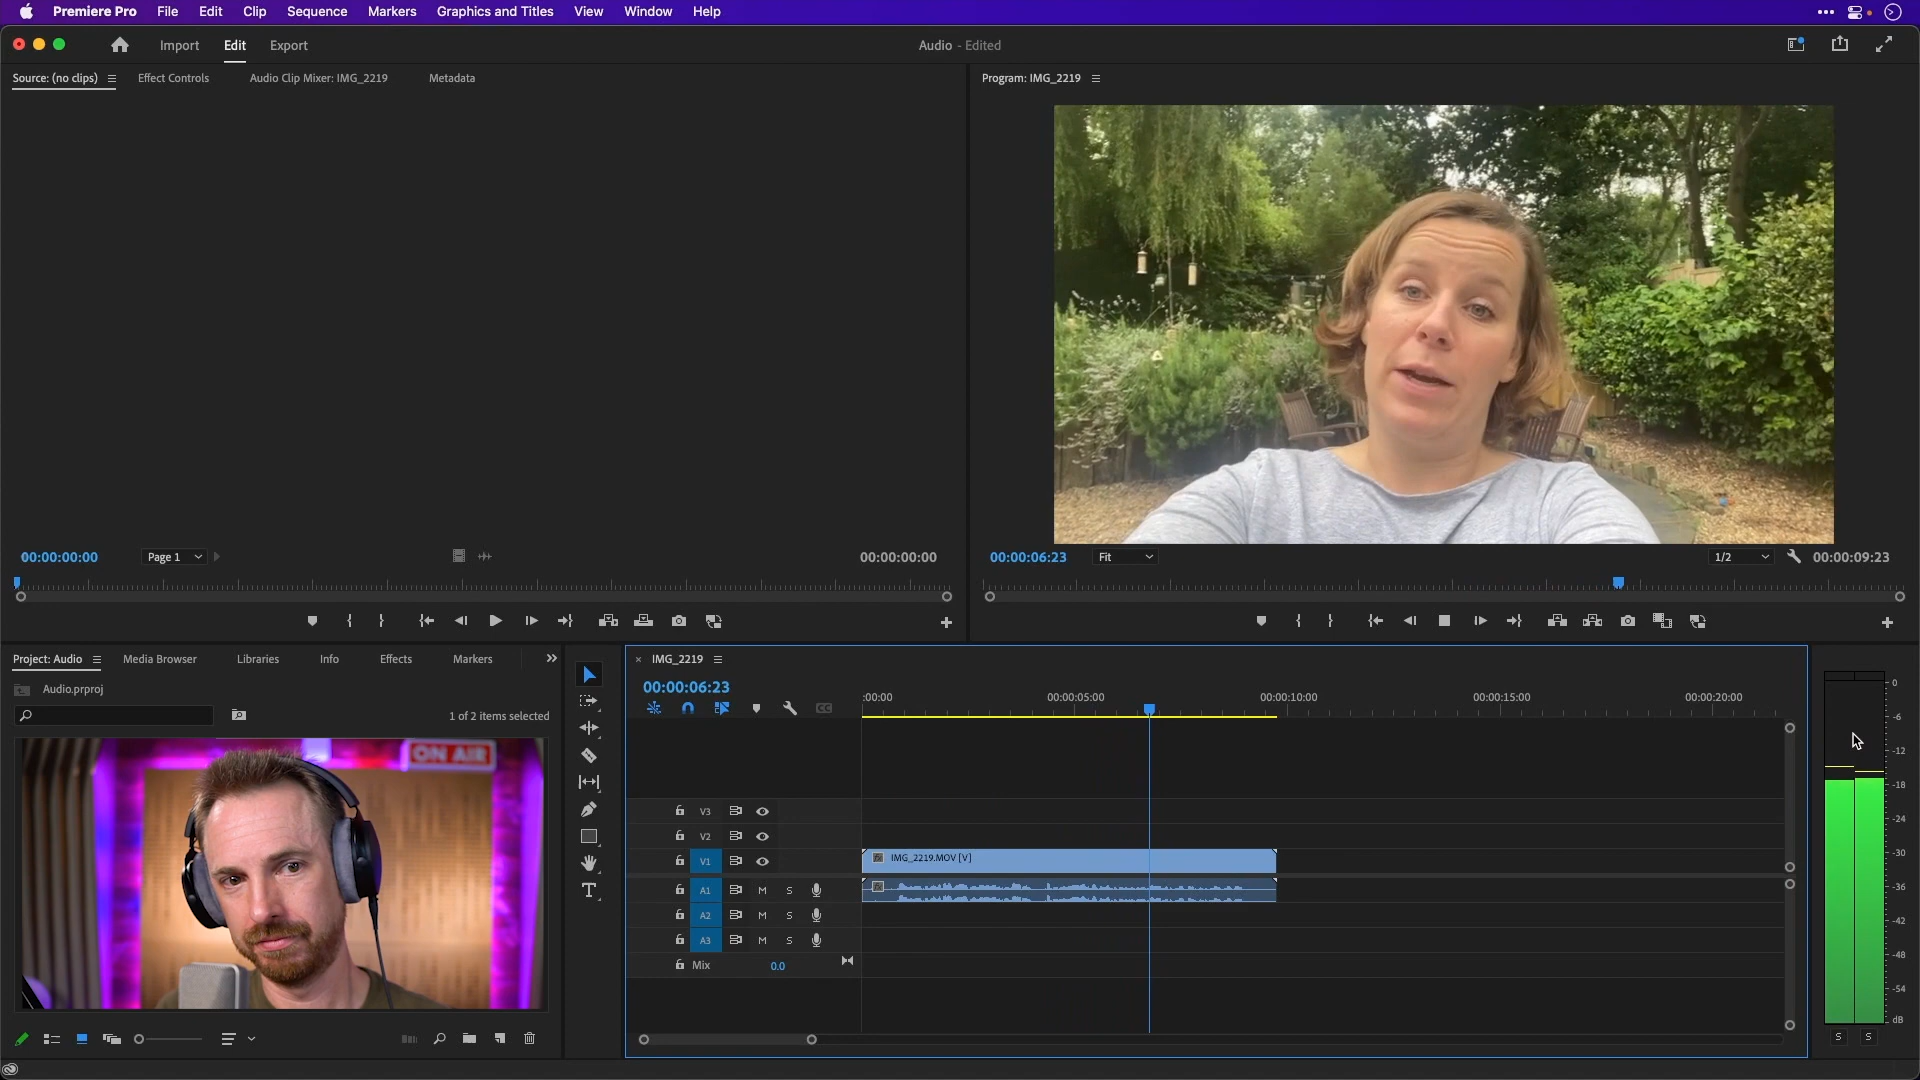 Premiere Pro File Edit Clip Sequence Markers Graphics and Titles View Window Help
Import Edit Export
Audio - Edited
Source: (no clips) Effect Controls Audio Clip Mixer: IMG_2219 Metadata
Program: IMG_2219
00:00:00:00 Page 1 00:00:00:00
00:00:06:23 Fit 1/2 00:00:09:23
Project: Audio Media Browser Libraries Info Effects Markers
Audio.prproj
1 of 2 items selected
ON AIR
IMG_2219
00:00:06:23
:00:00 00:00:05:00 00:00:10:00 00:00:15:00 00:00:20:00
CC
V3
V2
V1 IMG_2219.MOV [V]
A1 M S
A2 M S
A3 M S
Mix 0.0
T
0
-6
-12
-18
-24
-30
-36
-42
-48
-54
dB
S S